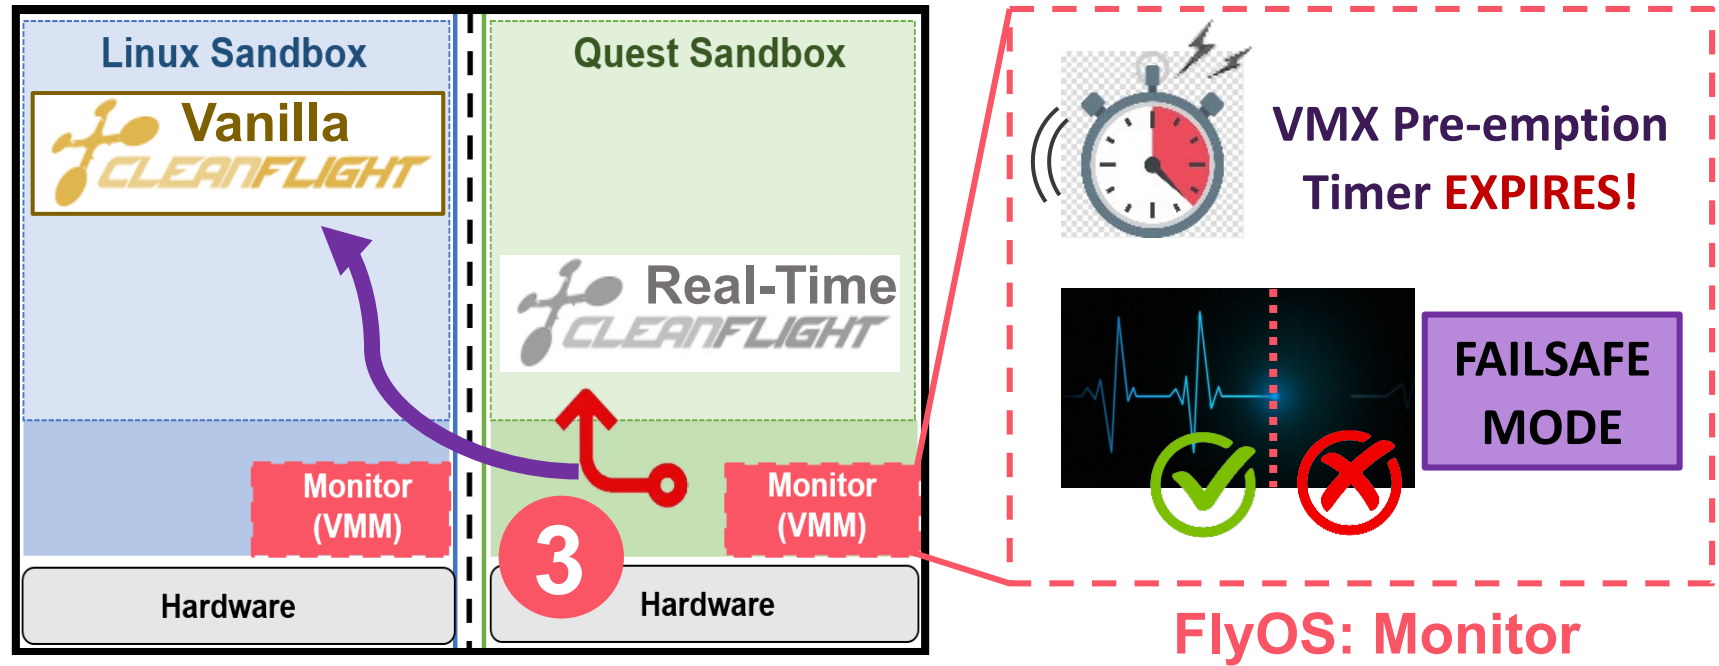 Linux Sandbox
Vanilla
CLEANFLIGHT
Monitor
(VMM)
Hardware
Quest Sandbox
Real-Time
CLEANFLIGHT
3
Monitor
(VMM)
Hardware
VMX Pre-emption
Timer EXPIRES!
FAILSAFE
MODE
FlyOS: Monitor